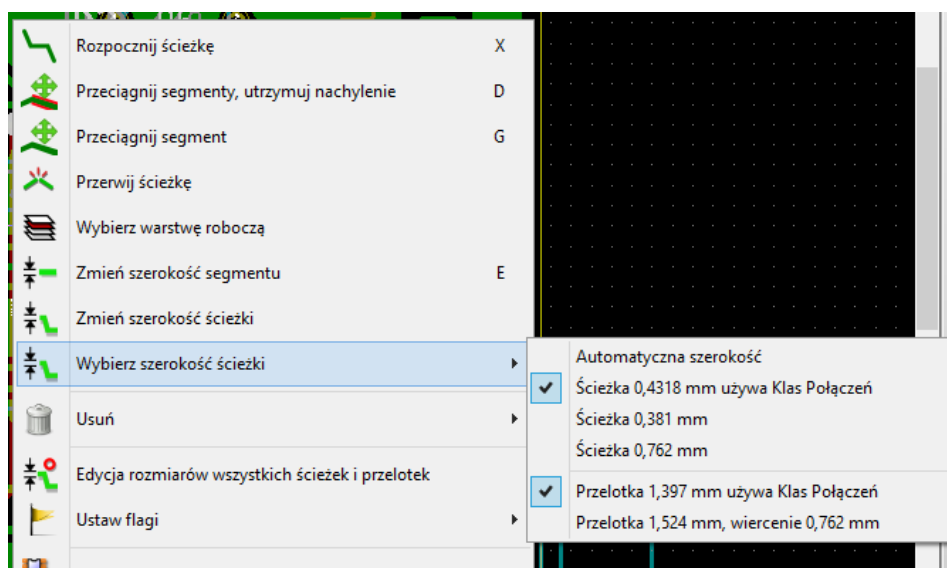 Rozpocznij ścieżkę X
Przeciągnij segmenty, utrzymuj nachylenie D
Przeciągnij segment G
Przerwij ścieżkę
Wybierz warstwę roboczą
Zmień szerokość segmentu E
Zmień szerokość ścieżki
Wybierz szerokość ścieżki
Automatyczna szerokość
Ścieżka 0,4318 mm używa Klas Połączeń
Ścieżka 0,381 mm
Ścieżka 0,762 mm
Przelotka 1,397 mm używa Klas Połączeń
Przelotka 1,524 mm, wiercenie 0,762 mm
Usuń
Edycja rozmiarów wszystkich ścieżek i przelotek
Ustaw flagi